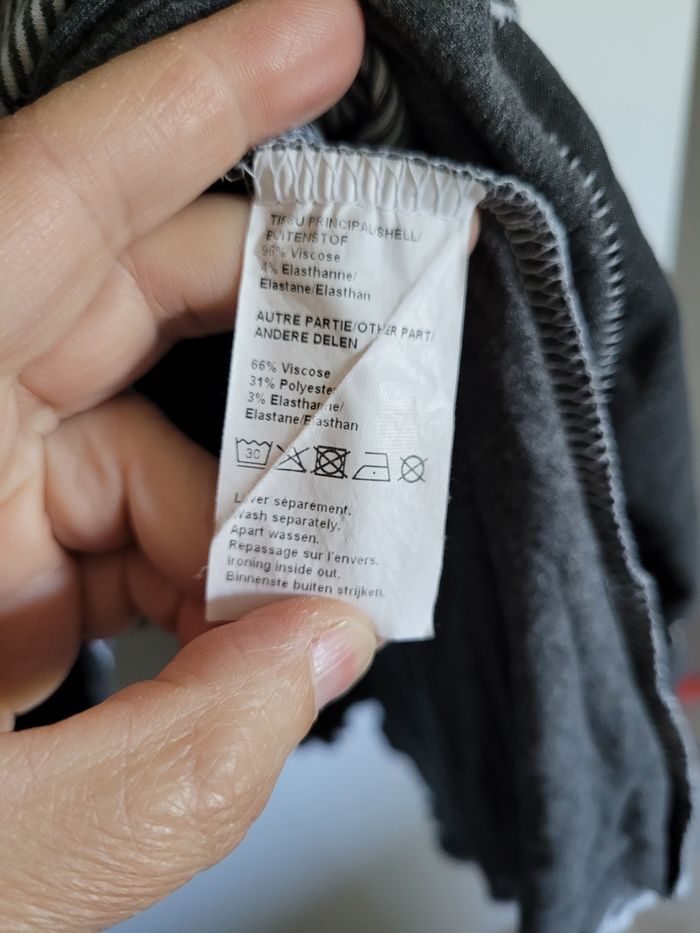 TISSU PRINCIPAL/SHELL/
BUITENSTOF
96% Viscose
4% Elasthanne/
Elastane/Elasthan
AUTRE PARTIE/OTHER PART/
ANDERE DELEN
66% Viscose
31% Polyester
3% Elasthanne/
Elastane/Elasthan
30
Laver séparement.
Wash separately.
Apart wassen.
Repassage sur l'envers.
Ironing inside out.
Binnenste buiten strijken.